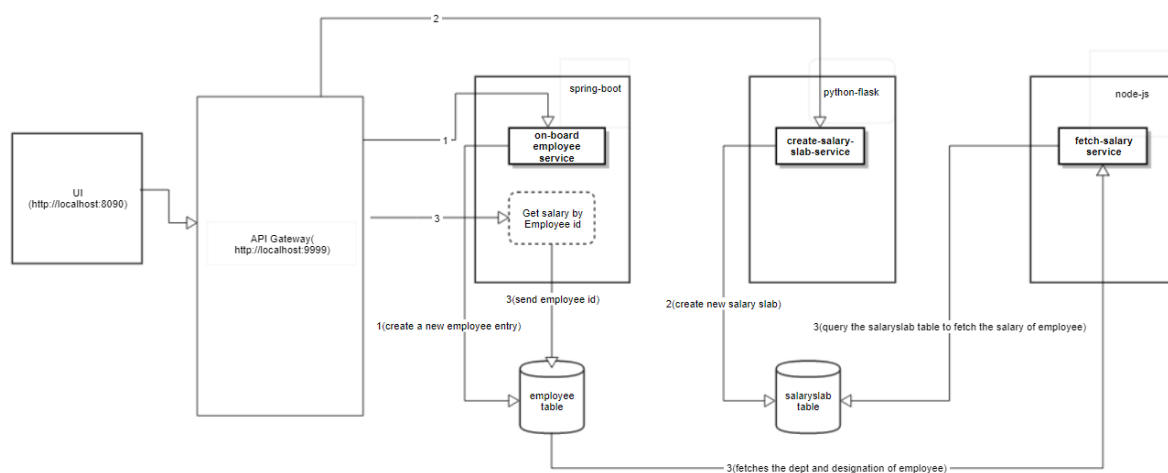 2
spring-boot
python-flask
node-js
1
on-board
employee
service
create-salary-
slab-service
fetch-salary
service
UI
(http://localhost:8090)
3
Get salary by
Employee id
API Gateway(
http://localhost:9999)
3(send employee id)
2(create new salary slab)
1(create a new employee entry)
3(query the salaryslab table to fetch the salary of employee)
employee
table
salaryslab
table
3(fetches the dept and designation of employee)